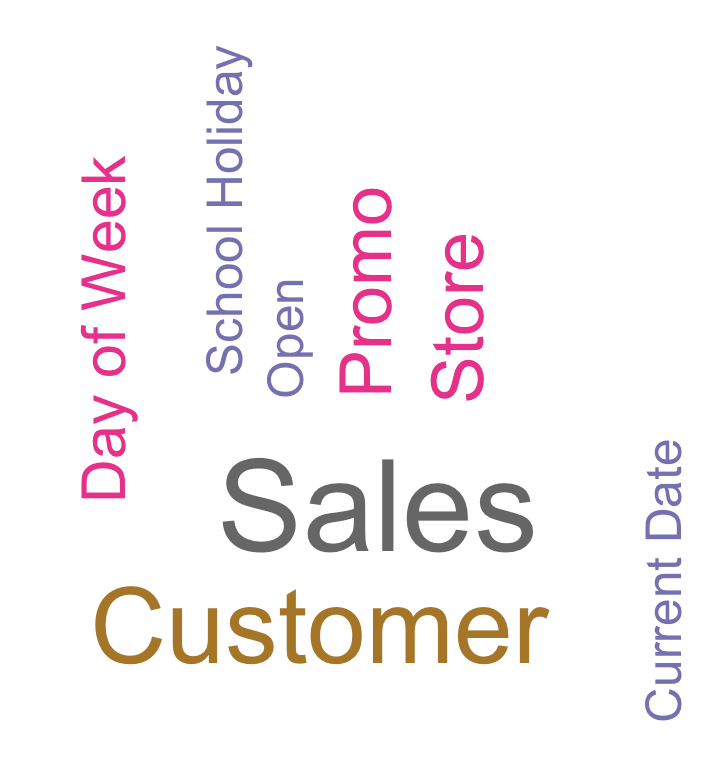 Day of Week
School Holiday
Open
Promo
Store
Sales
Customer
Current Date